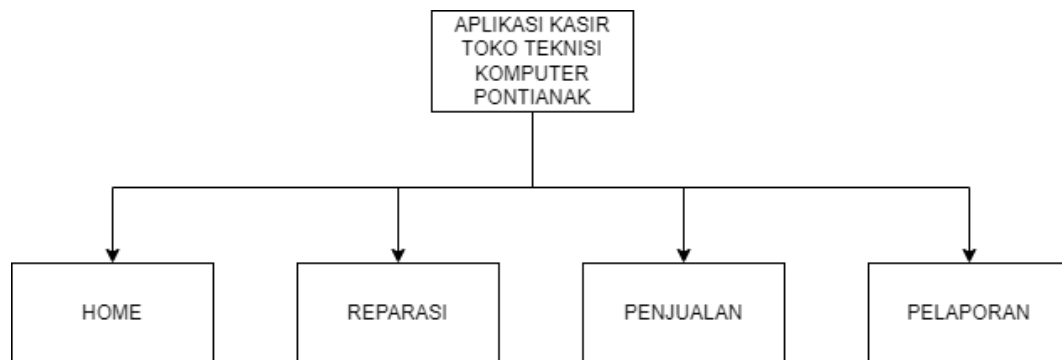 APLIKASI KASIR
TOKO TEKNISI
KOMPUTER
PONTIANAK
HOME
REPARASI
PENJUALAN
PELAPORAN